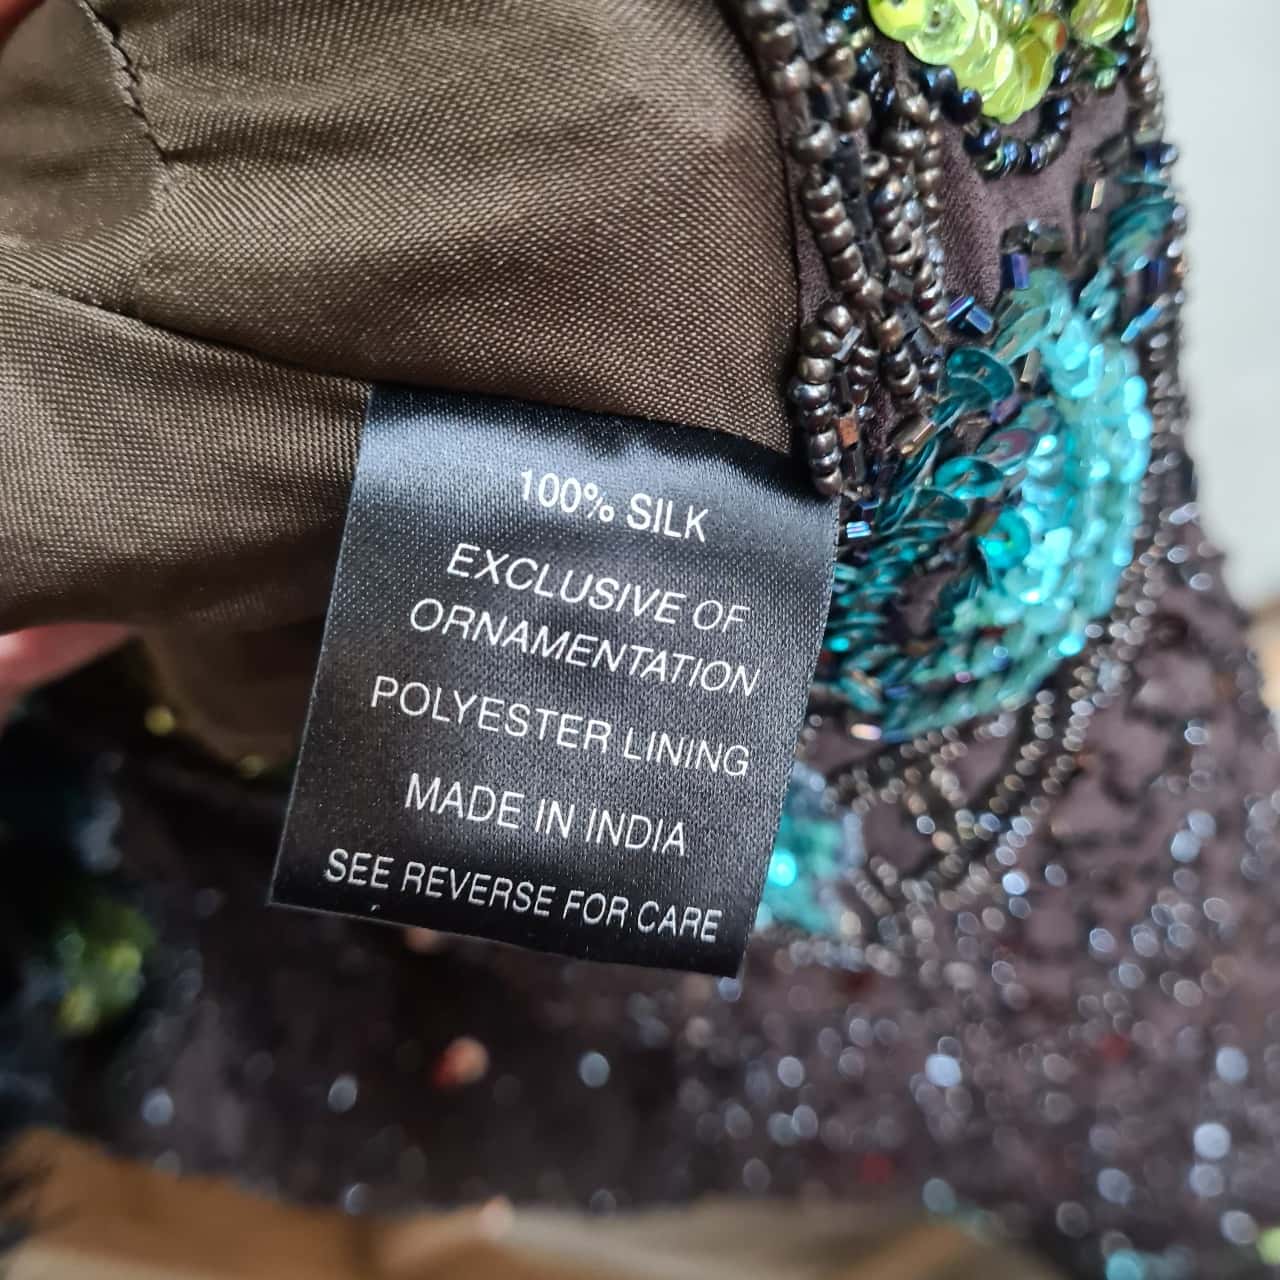 100% SILK
EXCLUSIVE OF
ORNAMENTATION
POLYESTER LINING
MADE IN INDIA
SEE REVERSE FOR CARE